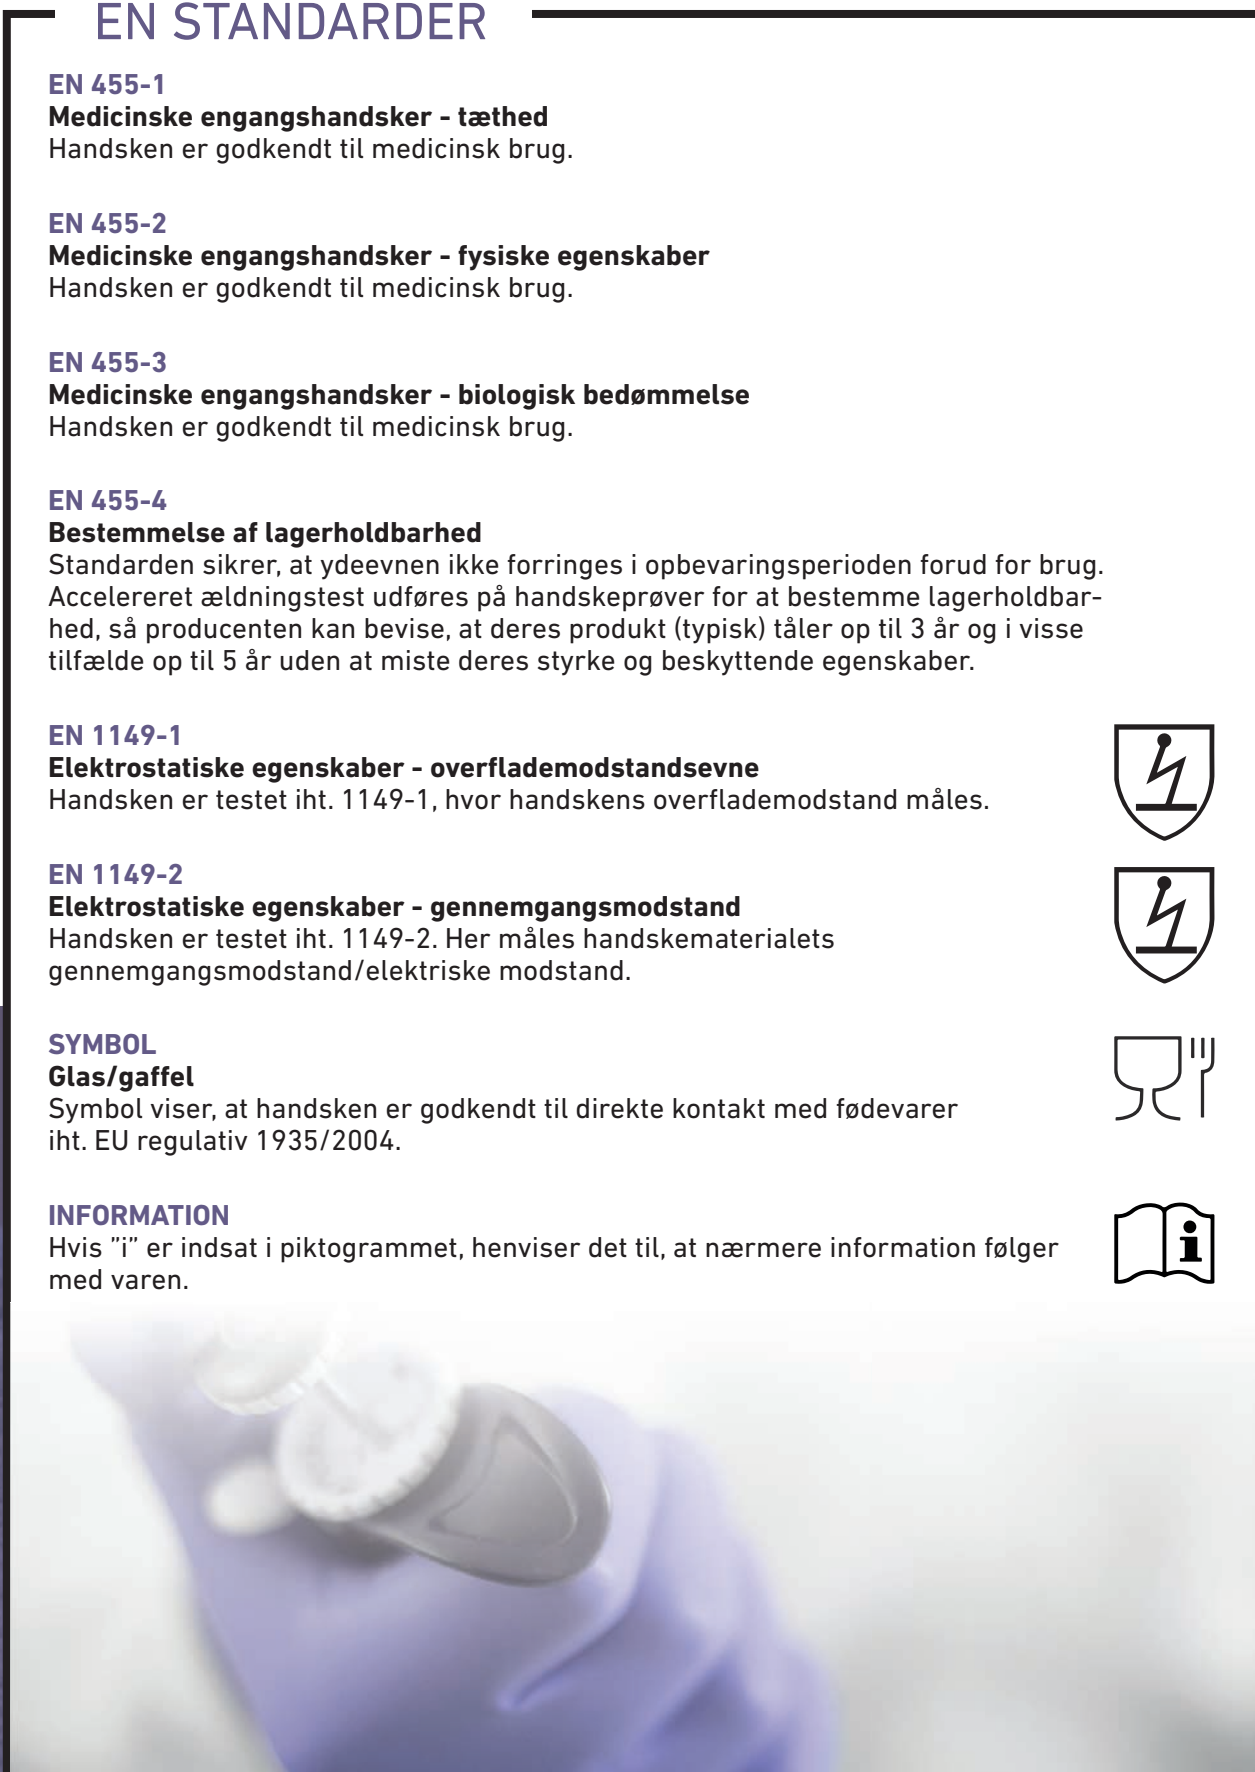 EN STANDARDER
EN 455-1
Medicinske engangshandsker - tæthed
Handsken er godkendt til medicinsk brug.
EN 455-2
Medicinske engangshandsker - fysiske egenskaber
Handsken er godkendt til medicinsk brug.
EN 455-3
Medicinske engangshandsker - biologisk bedømmelse
Handsken er godkendt til medicinsk brug.
EN 455-4
Bestemmelse af lagerholdbarhed
Standarden sikrer, at ydeevnen ikke forringes i opbevaringsperioden forud for brug.
Accelereret ældningstest udføres på handskeprøver for at bestemme lagerholdbar-
hed, så producenten kan bevise, at deres produkt (typisk) tåler op til 3 år og i visse
tilfælde op til 5 år uden at miste deres styrke og beskyttende egenskaber.
EN 1149-1
Elektrostatiske egenskaber - overflademodstandsevne
Handsken er testet iht. 1149-1, hvor handskens overflademodstand måles.
EN 1149-2
Elektrostatiske egenskaber - gennemgangsmodstand
Handsken er testet iht. 1149-2. Her måles handskematerialets
gennemgangsmodstand/elektriske modstand.
SYMBOL
Glas/gaffel
Symbol viser, at handsken er godkendt til direkte kontakt med fødevarer
iht. EU regulativ 1935/2004.
INFORMATION
Hvis ”i” er indsat i piktogrammet, henviser det til, at nærmere information følger
med varen.
i